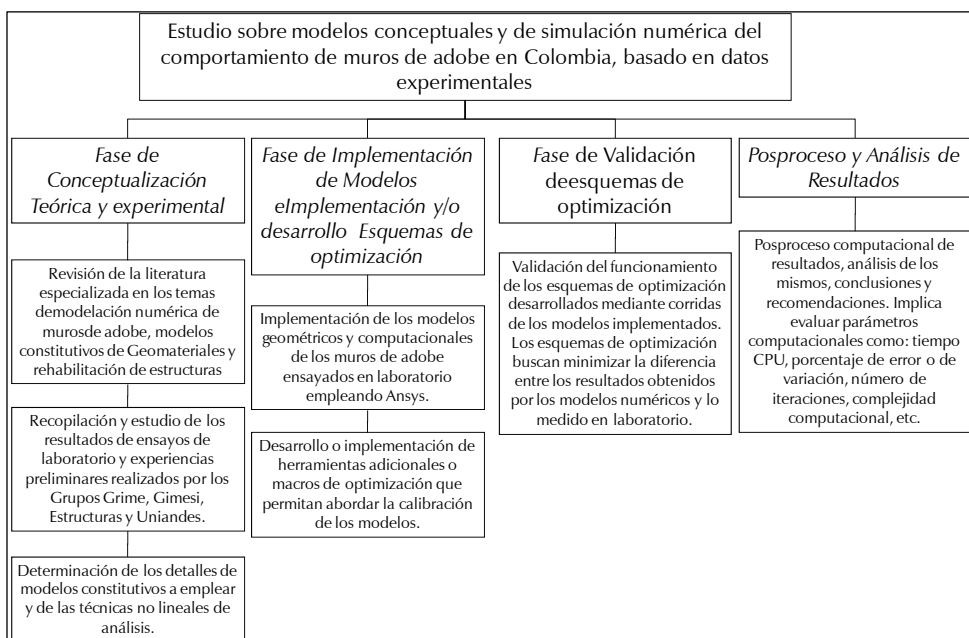 Estudio sobre modelos conceptuales y de simulación numérica del
comportamiento de muros de adobe en Colombia, basado en datos
experimentales
Fase de
Conceptualización
Teórica y experimental
Revisión de la literatura
especializada en los temas
demodelación numérica de
murosde adobe, modelos
constitutivos de Geomateriales y
rehabilitación de estructuras
Recopilación y estudio de los
resultados de ensayos de
laboratorio y experiencias
preliminares realizados por los
Grupos Grime, Gimesi,
Estructuras y Uniandes.
Determinación de los detalles de
modelos constitutivos a emplear
y de las técnicas no lineales de
análisis.
Fase de Implementación
de Modelos
eImplementación y/o
desarrollo Esquemas de
optimización
Implementación de los modelos
geométricos y computacionales
de los muros de adobe
ensayados en laboratorio
empleando Ansys.
Desarrollo o implementación de
herramientas adicionales o
macros de optimización que
permitan abordar la calibración
de los modelos.
Fase de Validación
deesquemas de
optimización
Validación del funcionamiento
de los esquemas de optimización
desarrollados mediante corridas
de los modelos implementados.
Los esquemas de optimización
buscan minimizar la diferencia
entre los resultados obtenidos
por los modelos numéricos y lo
medido en laboratorio.
Posproceso y Análisis de
Resultados
Posproceso computacional de
resultados, análisis de los
mismos, conclusiones y
recomendaciones. Implica
evaluar parámetros
computacionales como: tiempo
CPU, porcentaje de error o de
variación, número de
iteraciones, complejidad
computacional, etc.